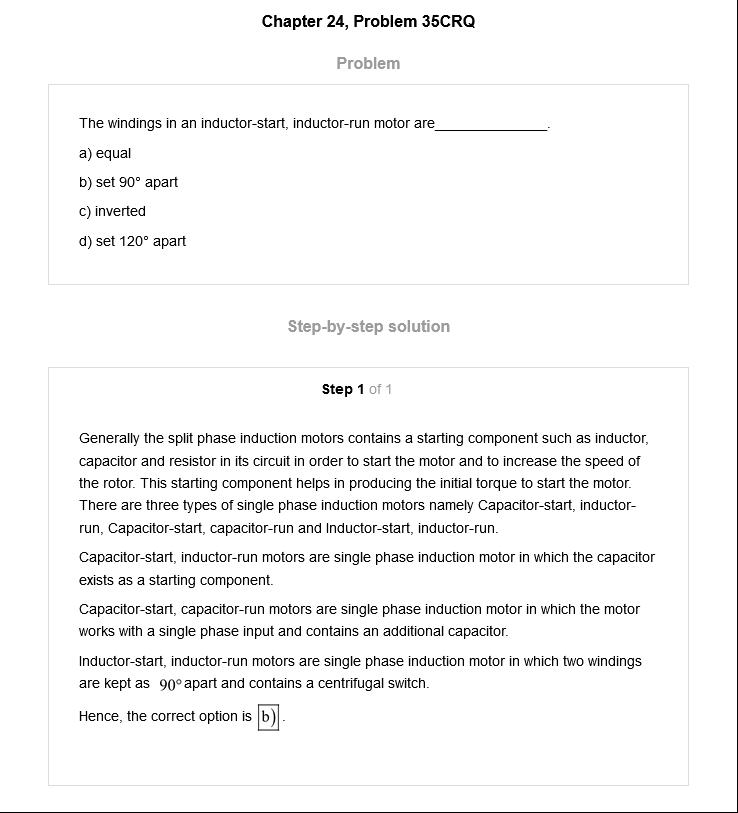 Chapter 24, Problem 35CRQ
Problem
The windings in an inductor-start, inductor-run motor are_______________.
a) equal
b) set 90° apart
c) inverted
d) set 120° apart
Step-by-step solution
Step 1 of 1
Generally the split phase induction motors contains a starting component such as inductor,
capacitor and resistor in its circuit in order to start the motor and to increase the speed of
the rotor. This starting component helps in producing the initial torque to start the motor.
There are three types of single phase induction motors namely Capacitor-start, inductor-
run, Capacitor-start, capacitor-run and Inductor-start, inductor-run.
Capacitor-start, inductor-run motors are single phase induction motor in which the capacitor
exists as a starting component.
Capacitor-start, capacitor-run motors are single phase induction motor in which the motor
works with a single phase input and contains an additional capacitor.
Inductor-start, inductor-run motors are single phase induction motor in which two windings
are kept as 90° apart and contains a centrifugal switch.
Hence, the correct option is b).